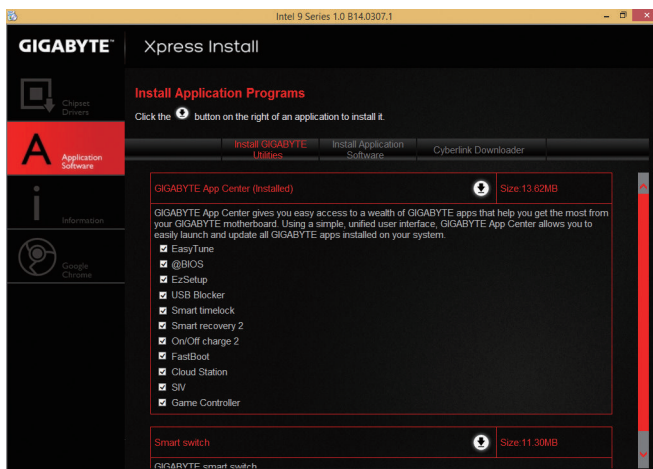 Intel 9 Series 1.0 B14.0307.1
GIGABYTE™
Xpress Install
Chipset
Drivers
Application
Software
Information
Google
Chrome
Install Application Programs
Click the button on the right of an application to install it.
Install GIGABYTE
Utilities
Install Application
Software
Cyberlink Downloader
GIGABYTE App Center (Installed)
Size:13.62MB
GIGABYTE App Center gives you easy access to a wealth of GIGABYTE apps that help you get the most from
your GIGABYTE motherboard. Using a simple, unified user interface, GIGABYTE App Center allows you to
easily launch and update all GIGABYTE apps installed on your system.
EasyTune
@BIOS
EzSetup
USB Blocker
Smart timelock
Smart recovery 2
On/Off charge 2
FastBoot
Cloud Station
SIV
Game Controller
Smart switch
Size:11.30MB
GIGABYTE smart switch